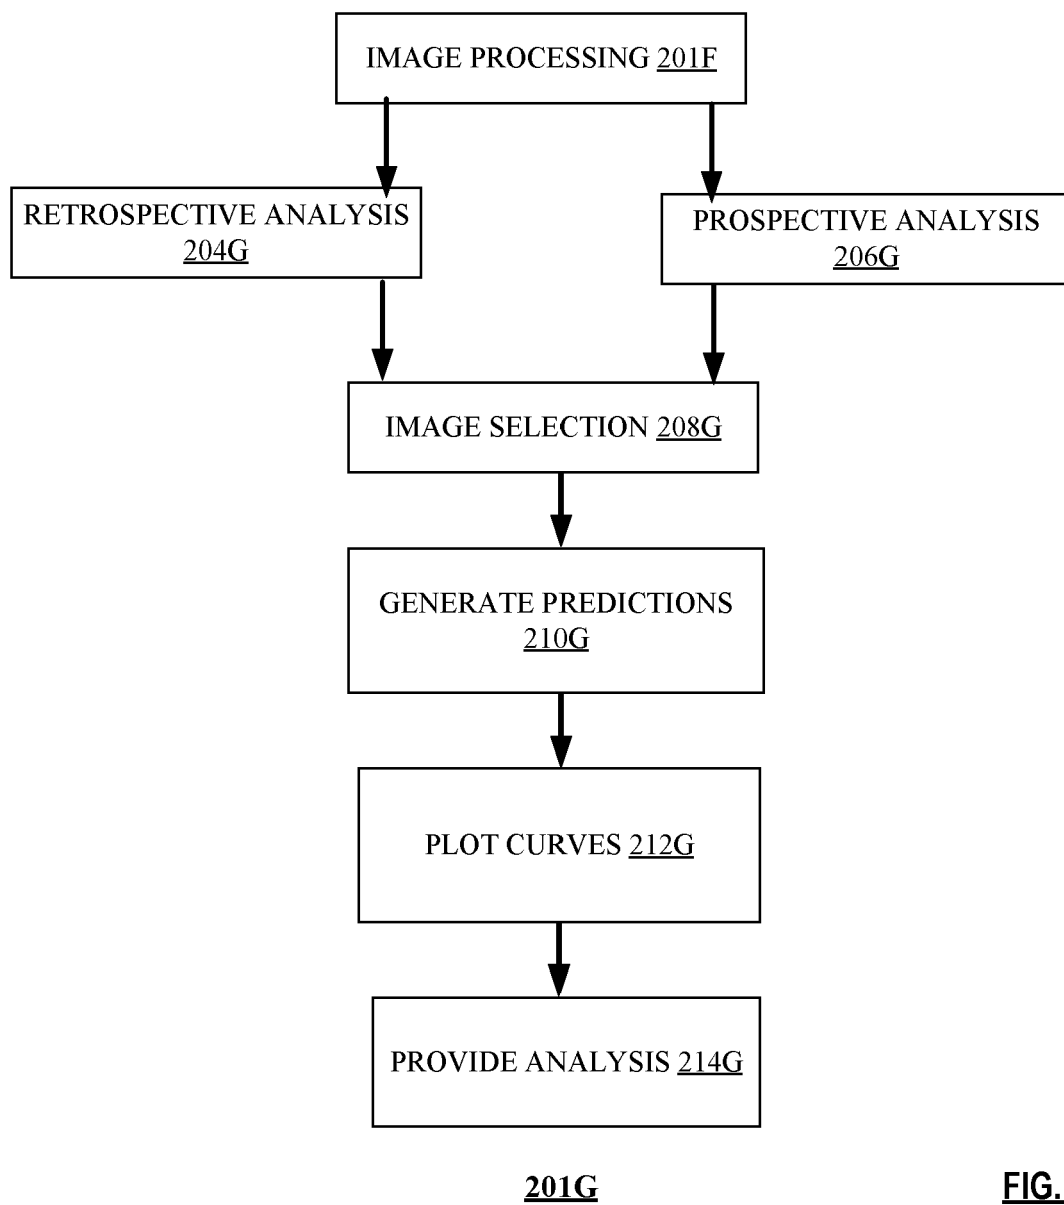 IMAGE PROCESSING 201F
RETROSPECTIVE ANALYSIS
204G
PROSPECTIVE ANALYSIS
206G
IMAGE SELECTION 208G
GENERATE PREDICTIONS
210G
PLOT CURVES 212G
PROVIDE ANALYSIS 214G
201G
FIG.